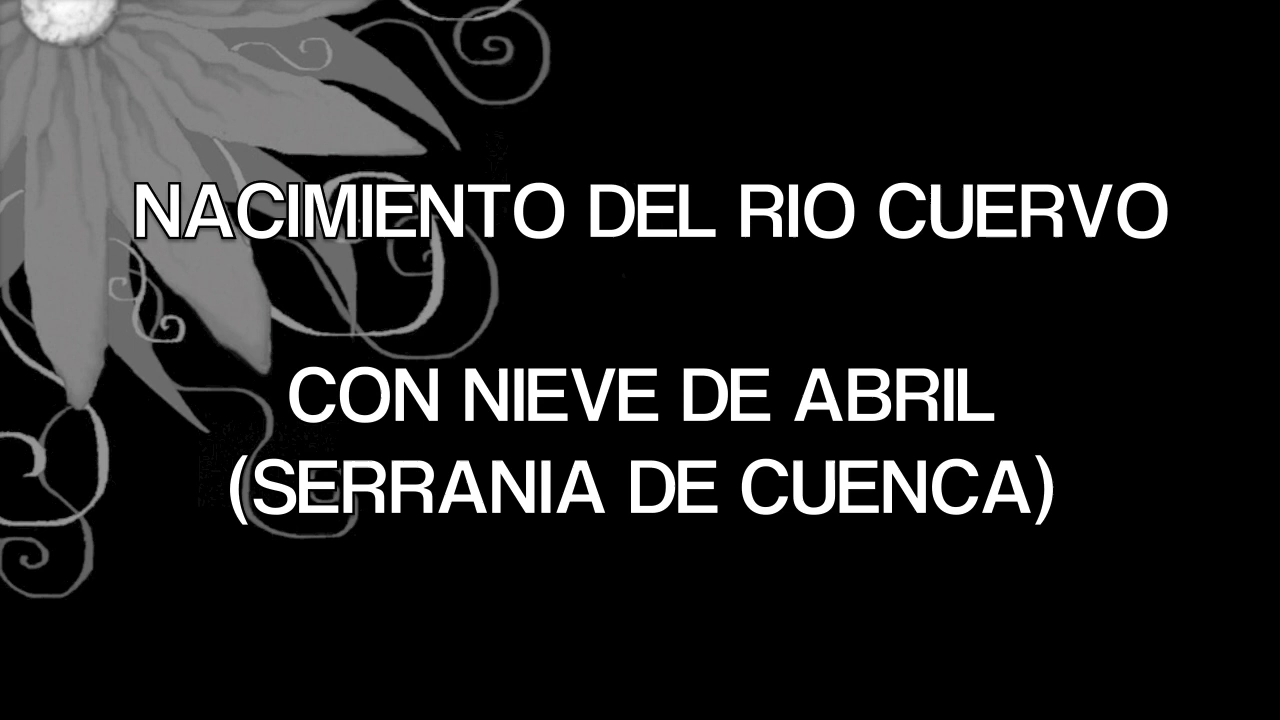 NACIMIENTO DEL RIO CUERVO
CON NIEVE DE ABRIL
(SERRANIA DE CUENCA)